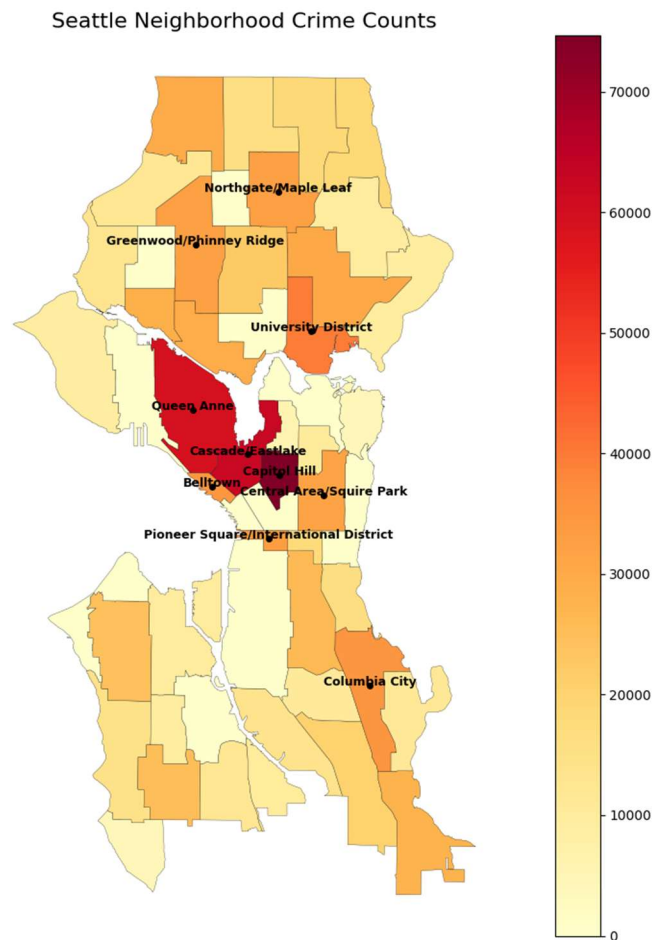 Seattle Neighborhood Crime Counts
70000
Northgate/Maple Leaf
60000
Greenwood/Phinney Ridge
50000
University District
Queen Anne
40000
Cascade/Eastlake
Capitol Hill
Belltown
Central Area/Squire Park
Pioneer Square/International District
30000
20000
Columbia City
10000
0